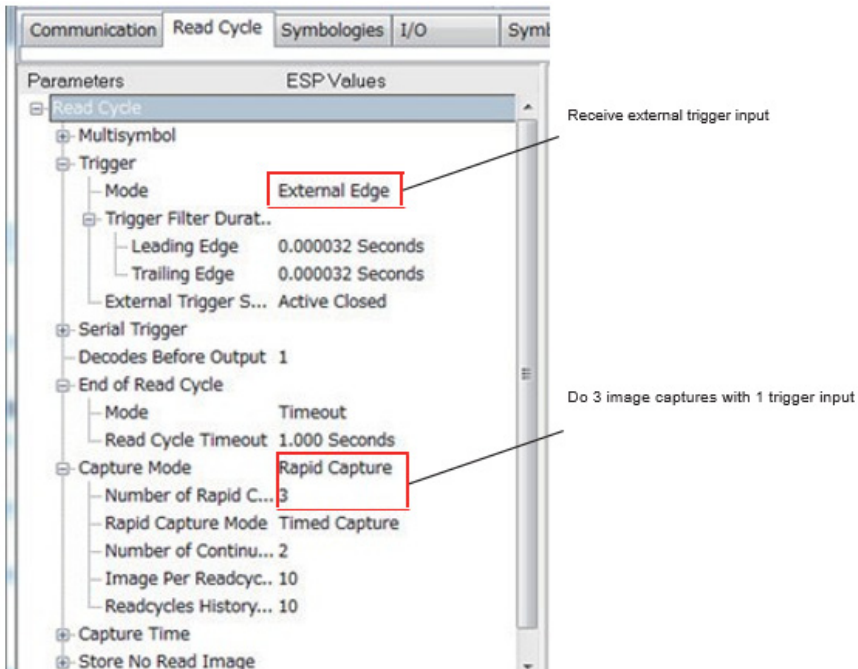 Communication Read Cycle Symbologies I/O Symb
Parameters ESP Values
Read Cycle
Multisymbol
Trigger
Mode External Edge
Trigger Filter Durat..
Leading Edge 0.000032 Seconds
Trailing Edge 0.000032 Seconds
External Trigger S... Active Closed
Serial Trigger
Decodes Before Output 1
End of Read Cycle
Mode Timeout
Read Cycle Timeout 1.000 Seconds
Capture Mode Rapid Capture
Number of Rapid C... 3
Rapid Capture Mode Timed Capture
Number of Continu... 2
Image Per Readcyc.. 10
Readcycles History... 10
Capture Time
Store No Read Image
Receive external trigger input
Do 3 image captures with 1 trigger input